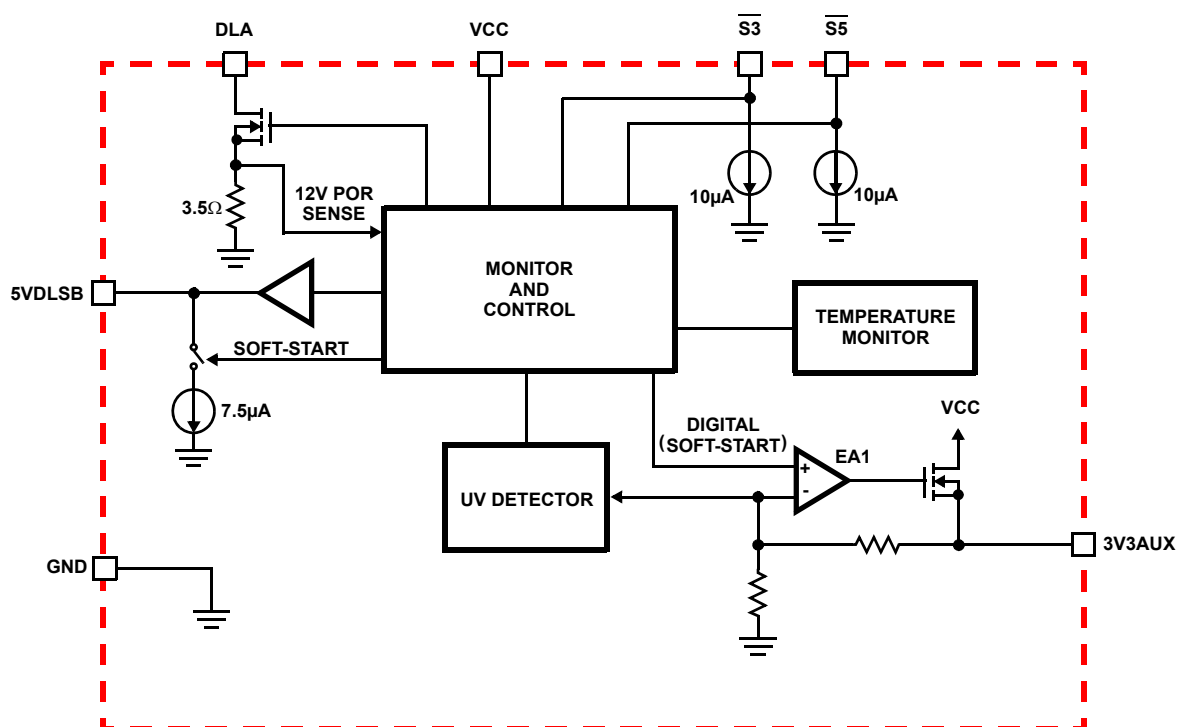 DLA
VCC
S3
S5
3.5Ω
12V POR
SENSE
10µA
10µA
MONITOR
AND
CONTROL
5VDLSB
TEMPERATURE
MONITOR
SOFT-START
7.5µA
VCC
DIGITAL
(SOFT-START)
EA1
+
-
UV DETECTOR
GND
3V3AUX